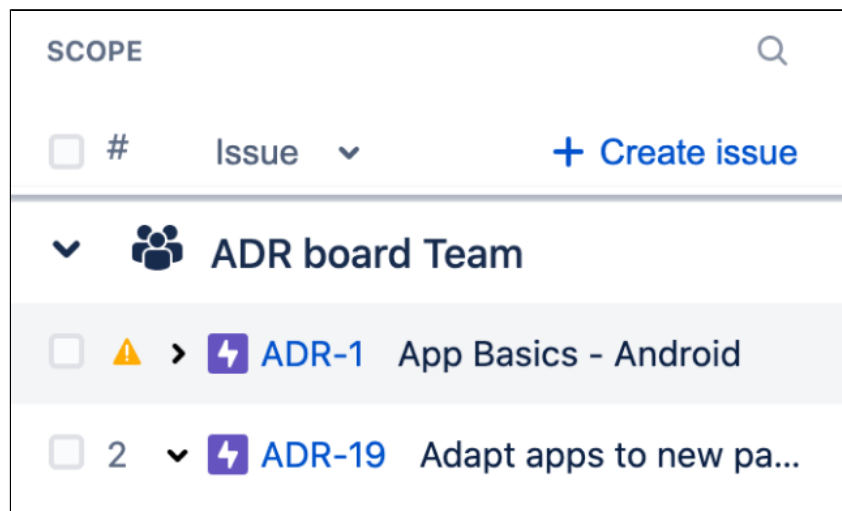 SCOPE
# Issue + Create issue
ADR board Team
ADR-1 App Basics - Android
2 ADR-19 Adapt apps to new pa...